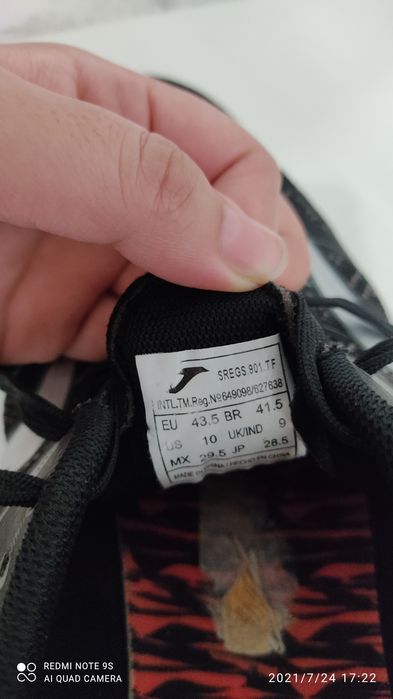 SREGS.901.TF
INTL.TM.Reg.Nº649098/627638
EU 43.5 BR 41.5
US 10 UK/IND 9
MX 29.5 JP 28.5
MADE IN CHINA / HECHO EN CHINA
REDMI NOTE 9S
AI QUAD CAMERA
2021/7/24 17:22